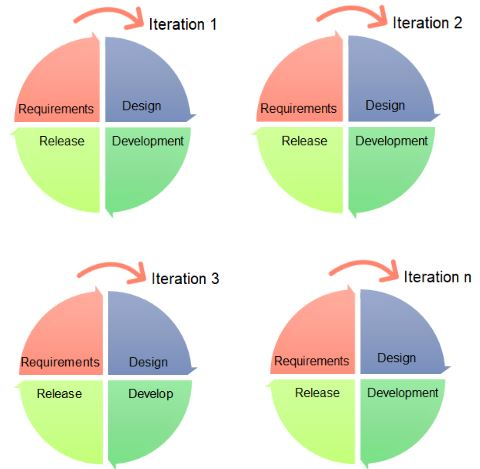 Iteration 1
Requirements
Design
Release
Development
Iteration 2
Requirements
Design
Release
Development
Iteration 3
Requirements
Design
Release
Develop
Iteration n
Requirements
Design
Release
Development